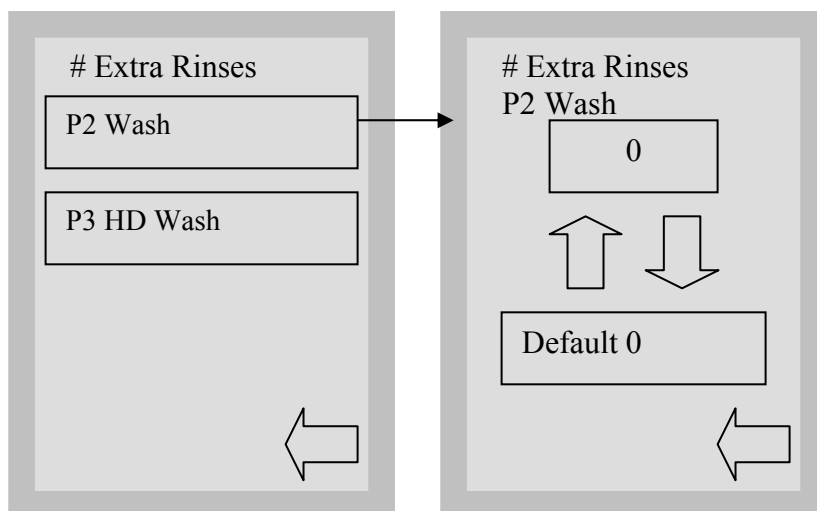 # Extra Rinses
P2 Wash
P3 HD Wash
# Extra Rinses
P2 Wash
0
Default 0